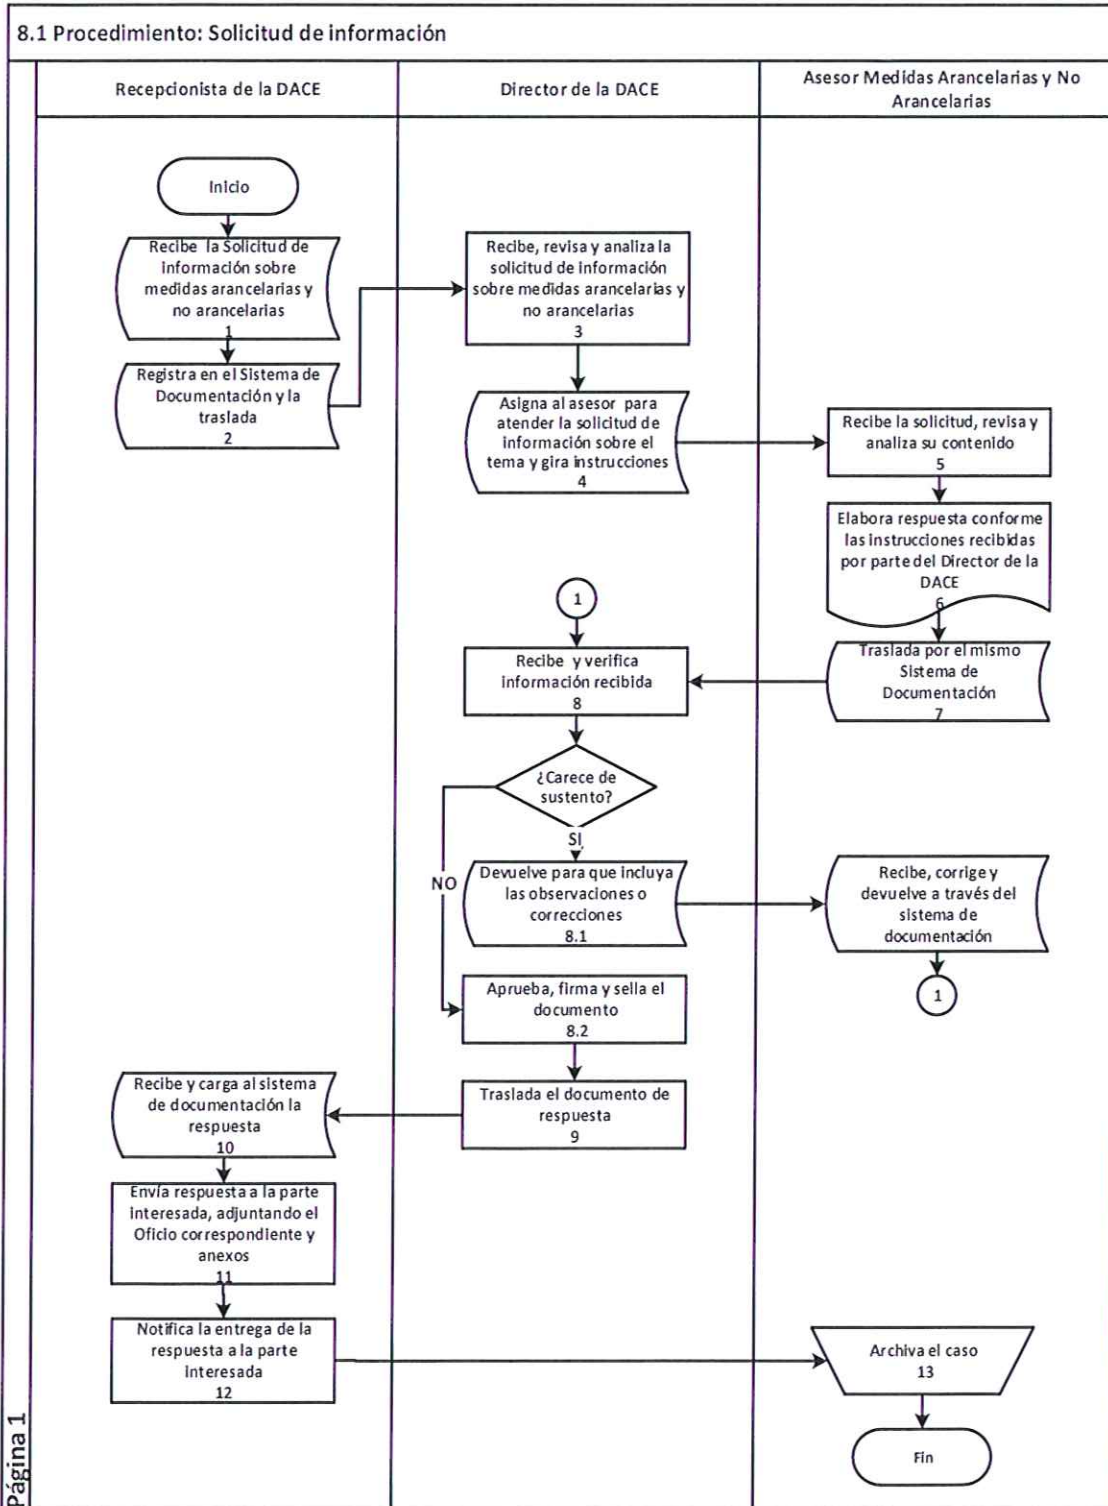 8.1 Procedimiento: Solicitud de información
Recepcionista de la DACE
Director de la DACE
Asesor Medidas Arancelarias y No
Arancelarias
Inicio
Recibe la Solicitud de
información sobre
medidas arancelarias y
no arancelarias
1
Registra en el Sistema de
Documentación y la
traslada
2
Recibe, revisa y analiza la
solicitud de información
sobre medidas arancelarias y
no arancelarias
3
Asigna al asesor para
atender la solicitud de
información sobre el
tema y gira instrucciones
4
Recibe la solicitud, revisa y
analiza su contenido
5
Elabora respuesta conforme
las instrucciones recibidas
por parte del Director de la
DACE
6
Traslada por el mismo
Sistema de
Documentación
7
1
Recibe y verifica
información recibida
8
¿Carece de
sustento?
SI
NO
Devuelve para que incluya
las observaciones o
correcciones
8.1
Recibe, corrige y
devuelve a través del
sistema de
documentación
1
Aprueba, firma y sella el
documento
8.2
Traslada el documento de
respuesta
9
Recibe y carga al sistema
de documentación la
respuesta
10
Envía respuesta a la parte
interesada, adjuntando el
Oficio correspondiente y
anexos
11
Notifica la entrega de la
respuesta a la parte
interesada
12
Archiva el caso
13
Fin
Página 1